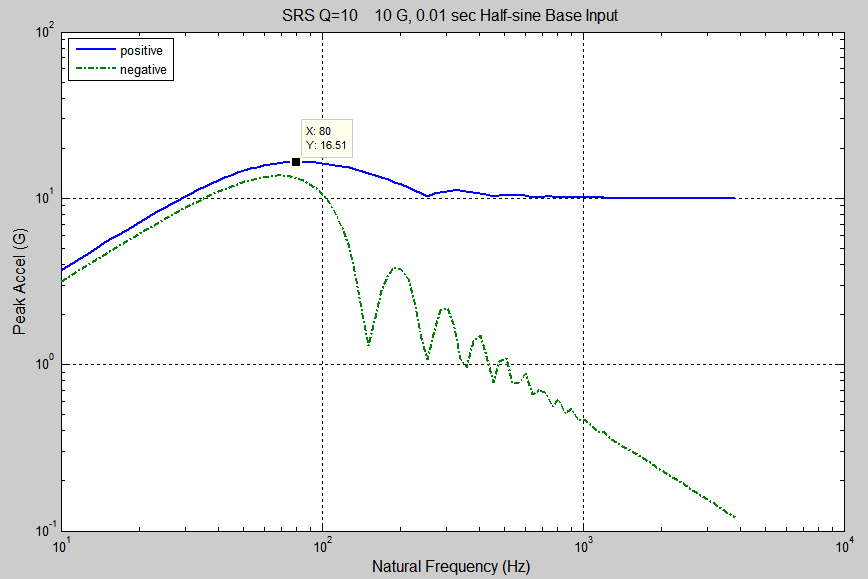 SRS Q=10    10 G, 0.01 sec Half-sine Base Input
positive
negative
X: 80
Y: 16.51
Peak Accel (G)
10^2
10^1
10^0
10^-1
10^1 10^2 10^3 10^4
Natural Frequency (Hz)